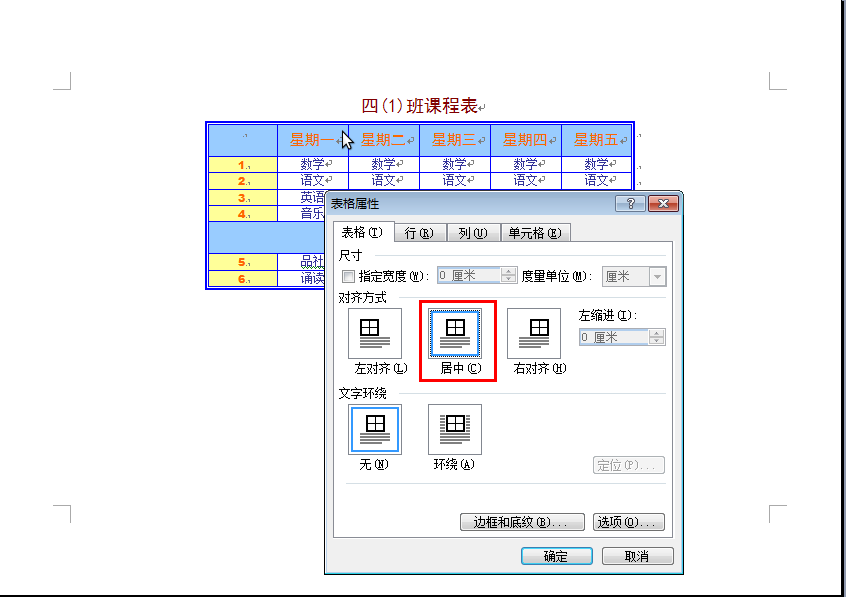 四(1)班课程表
星期一 星期二 星期三 星期四 星期五
1. 数学 数学 数学 数学 数学
2. 语文 语文 语文 语文 语文
3. 英语
4. 音乐
5. 品社
6. 诵读
表格属性
表格(T) 行(R) 列(U) 单元格(E)
尺寸
指定宽度(W): 0 厘米 度量单位(M): 厘米
对齐方式
左缩进(I):
0 厘米
左对齐(L) 居中(C) 右对齐(H)
文字环绕
无(N) 环绕(A)
定位(P)...
边框和底纹(B)... 选项(O)...
确定 取消